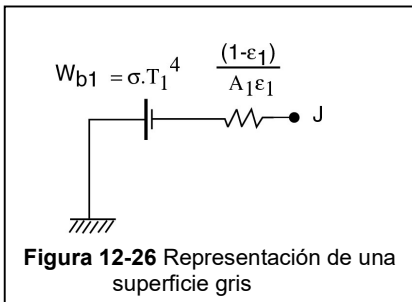 W_b1 = σ.T_1^4
(1-ε_1)
A_1ε_1
J
Figura 12-26 Representación de una
superficie gris